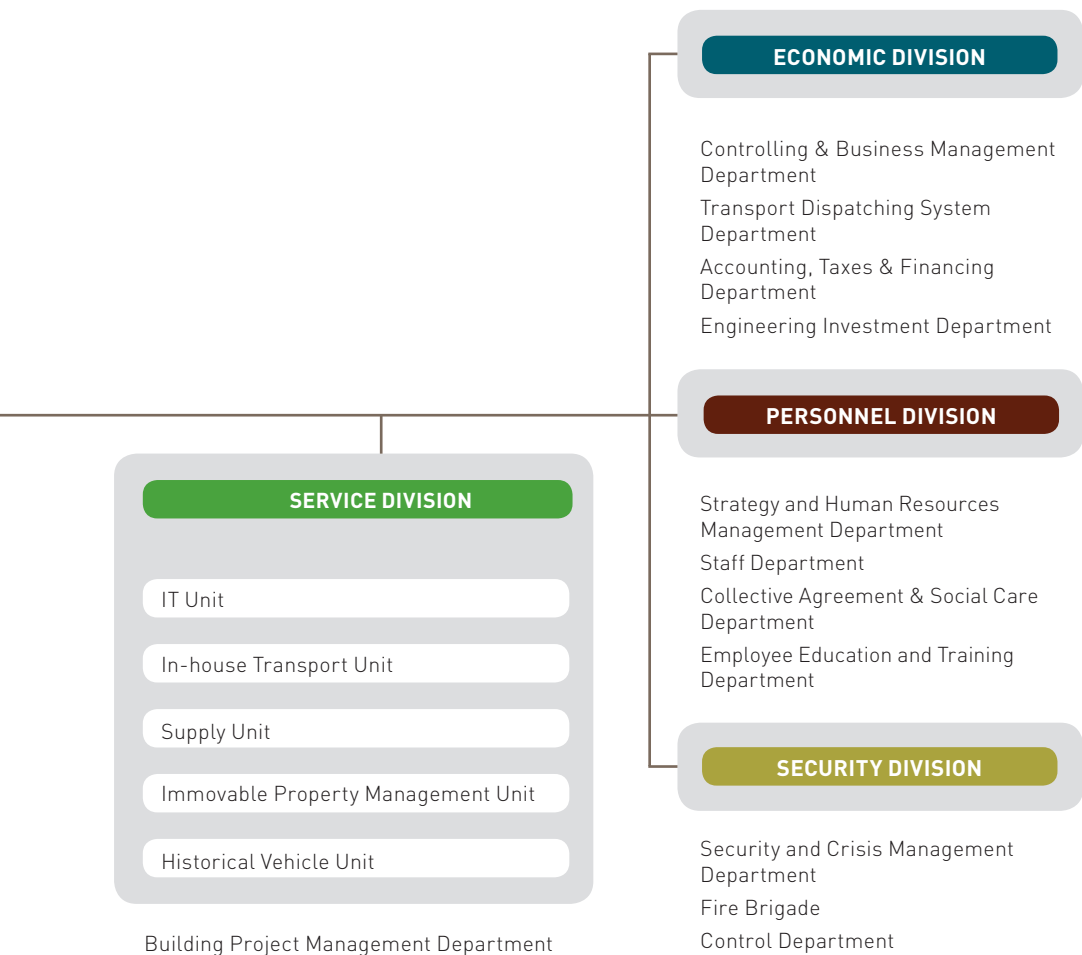 ECONOMIC DIVISION
Controlling & Business Management
Department
Transport Dispatching System
Department
Accounting, Taxes & Financing
Department
Engineering Investment Department
PERSONNEL DIVISION
Strategy and Human Resources
Management Department
Staff Department
Collective Agreement & Social Care
Department
Employee Education and Training
Department
SECURITY DIVISION
Security and Crisis Management
Department
Fire Brigade
Control Department
SERVICE DIVISION
IT Unit
In-house Transport Unit
Supply Unit
Immovable Property Management Unit
Historical Vehicle Unit
Building Project Management Department